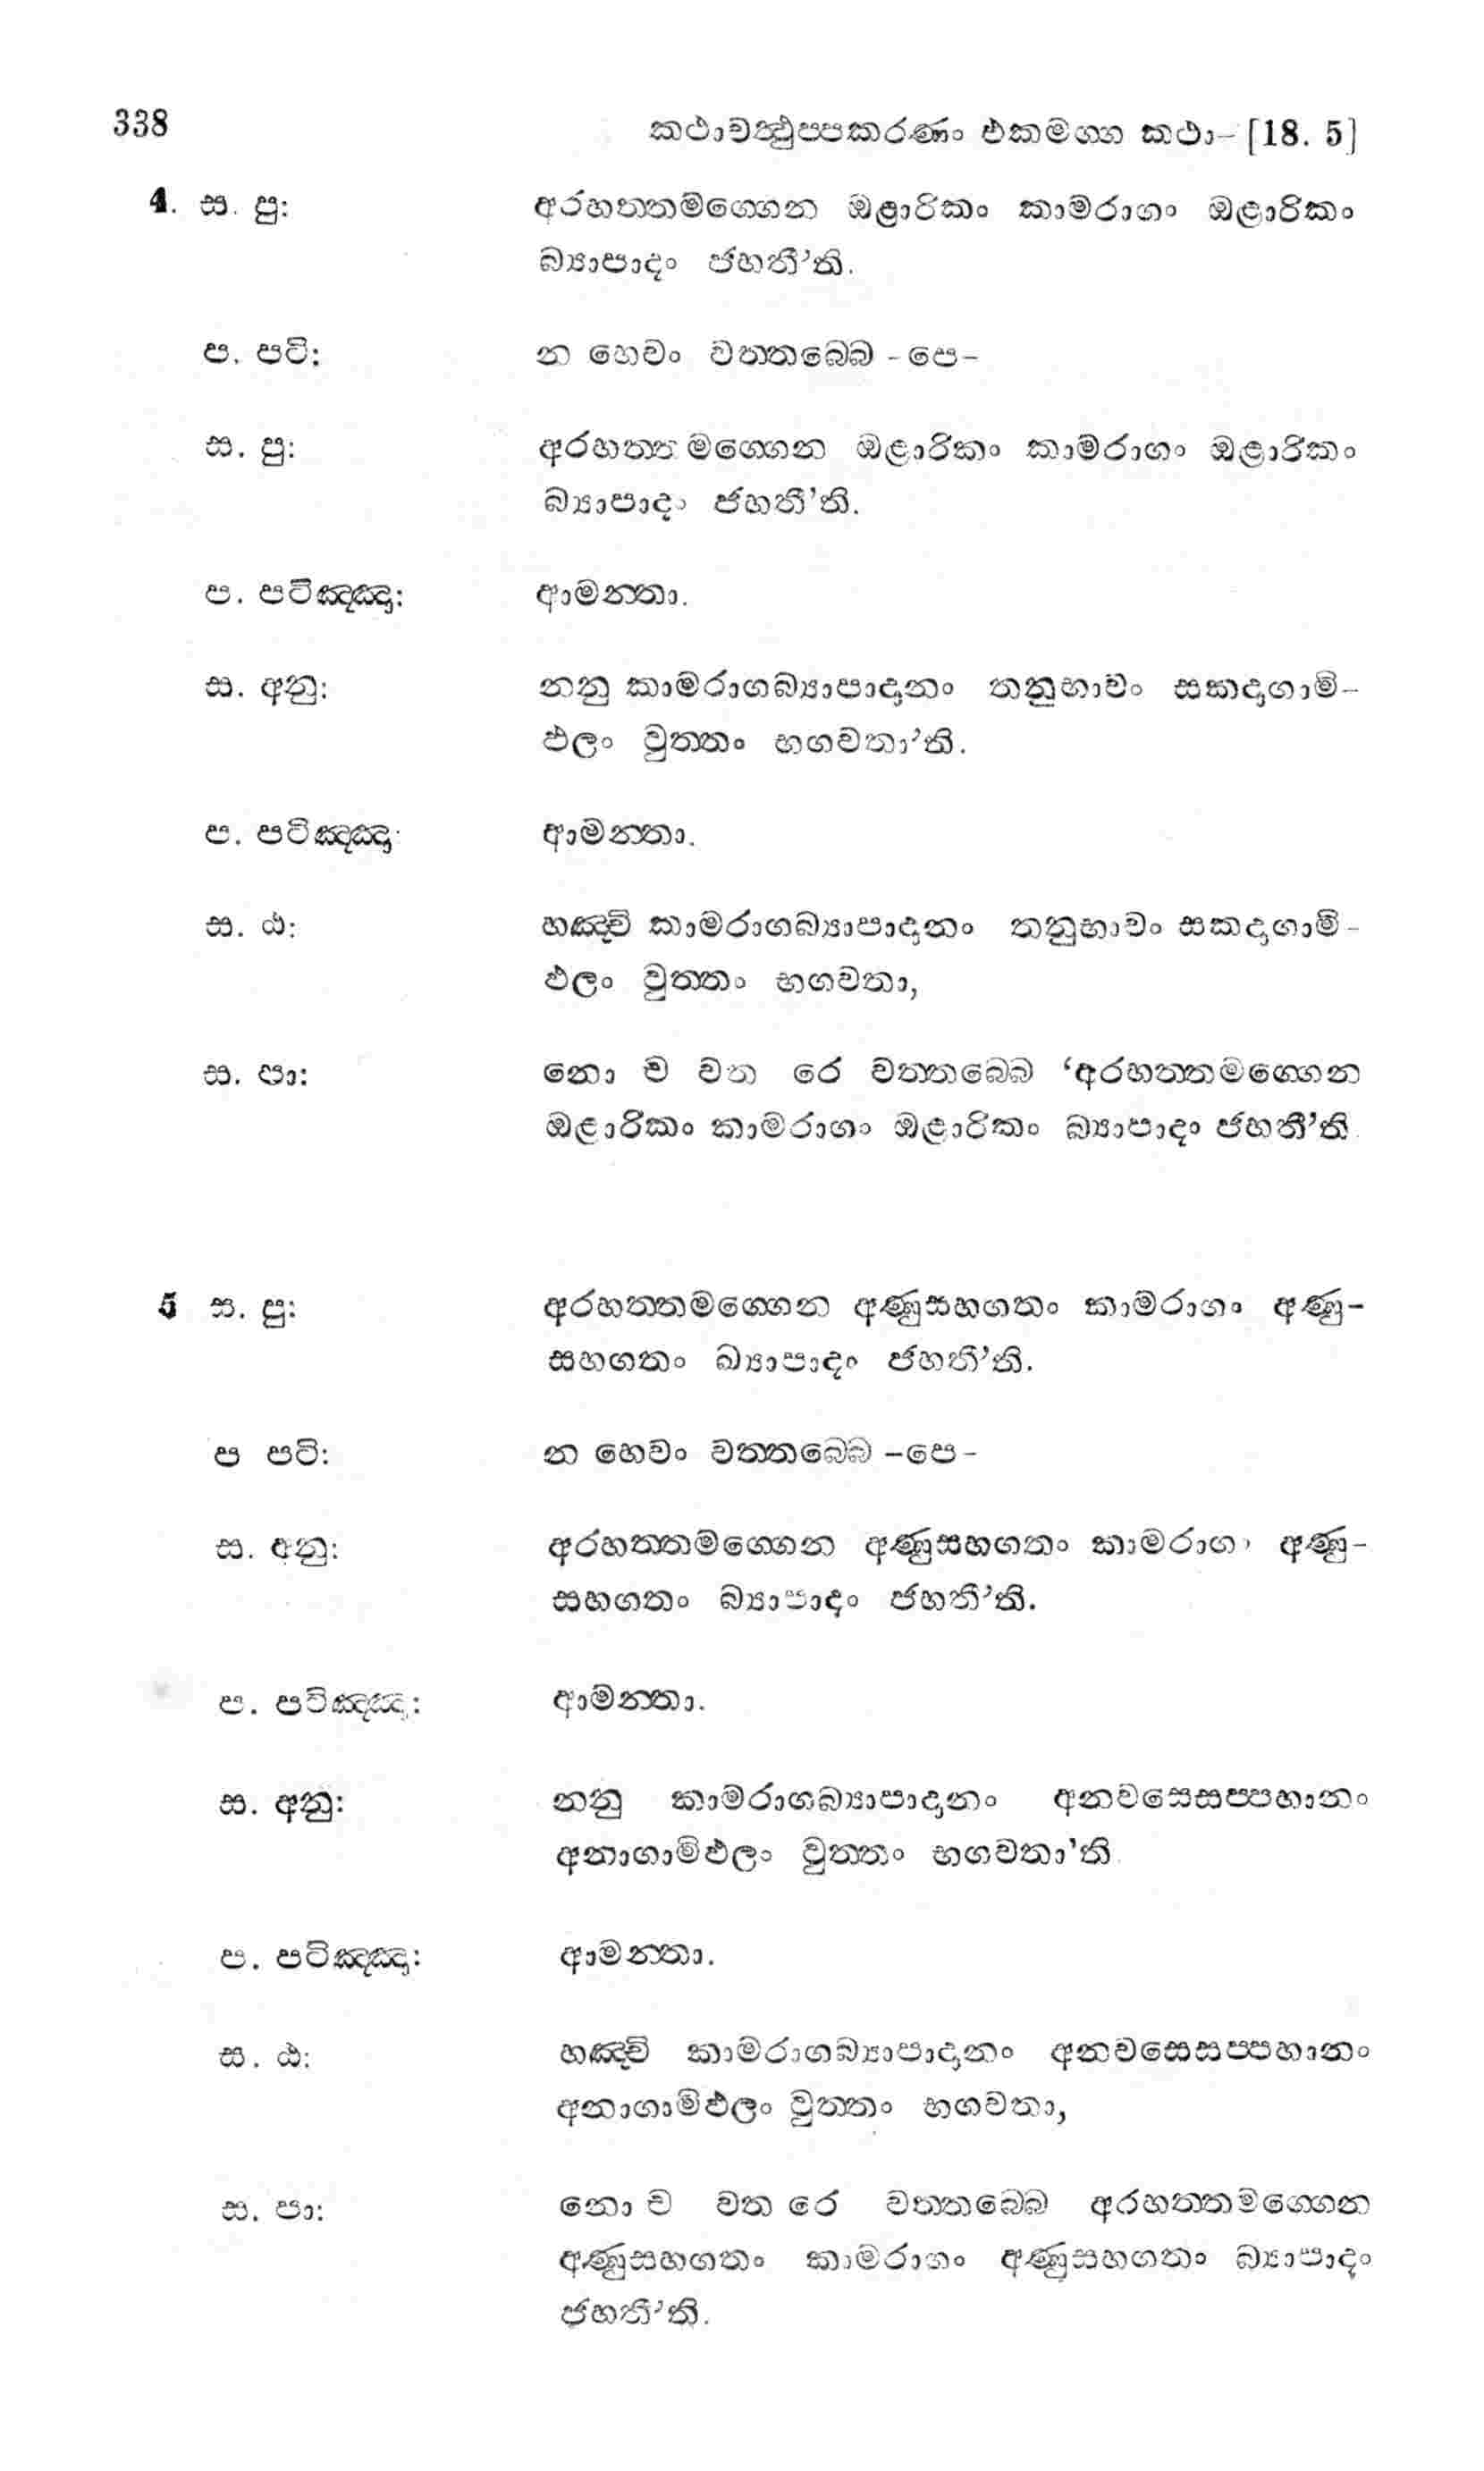 338 කථාවත්‍ථුප්පකරණං එකමග්ග කථා- [18. 5]
4. ස. පු: අරහත්තමග්ගෙන ඔළාරිකං කාමරාගං ඔළාරිකං
බ්‍යාපාදං ජහතී’ති.
ප. පටි: න හෙවං වත්තබ්බෙ -පෙ-
ස. පු: අරහත්ත මග්ගෙන ඔළාරිකං කාමරාගං ඔළාරිකං
බ්‍යාපාදං ජහතී’ති.
ප. පටිඤ්ඤා: ආමන්තා.
ස. අනු: නනු කාමරාගබ්‍යාපාදානං තනුභාවං සකදාගාමි-
ඵලං වුත්තං භගවතා’ති.
ප. පටිඤ්ඤා: ආමන්තා.
ස. ඨ: හඤ්චි කාමරාගබ්‍යාපාදානං තනුභාවං සකදාගාමි-
ඵලං වුත්තං භගවතා,
ස. පා: නො ච වත රෙ වත්තබ්බෙ ‘අරහත්තමග්ගෙන
ඔළාරිකං කාමරාගං ඔළාරිකං බ්‍යාපාදං ජහතී’ති.
5 ස. පු: අරහත්තමග්ගෙන අණුසහගතං කාමරාගං අණු-
සහගතං බ්‍යාපාදං ජහතී’ති.
ප පටි: න හෙවං වත්තබ්බෙ -පෙ-
ස. අනු: අරහත්තමග්ගෙන අණුසහගතං කාමරාගං අණු-
සහගතං බ්‍යාපාදං ජහතී’ති.
ප. පටිඤ්ඤා: ආමන්තා.
ස. අනු: නනු කාමරාගබ්‍යාපාදානං අනවසෙසප්පහානං
අනාගාමිඵලං වුත්තං භගවතා’ති.
ප. පටිඤ්ඤා: ආමන්තා.
ස. ඨ: හඤ්චි කාමරාගබ්‍යාපාදානං අනවසෙසප්පහානං
අනාගාමිඵලං වුත්තං භගවතා,
ස. පා: නො ච වත රෙ වත්තබ්බෙ අරහත්තමග්ගෙන
අණුසහගතං කාමරාගං අණුසහගතං බ්‍යාපාදං
ජහතී’ති.